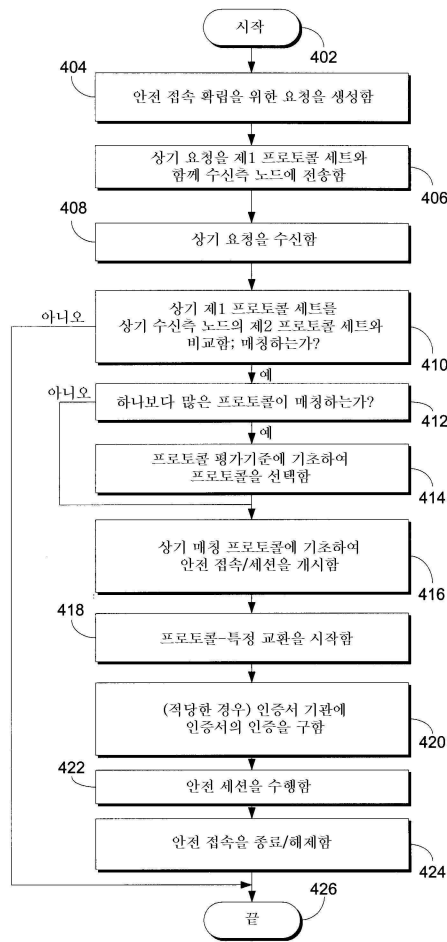 시작
402
404
안전 접속 확립을 위한 요청을 생성함
상기 요청을 제1 프로토콜 세트와
함께 수신측 노드에 전송함
406
408
상기 요청을 수신함
아니오
상기 제1 프로토콜 세트를
상기 수신측 노드의 제2 프로토콜 세트와
비교함; 매칭하는가?
410
예
아니오
하나보다 많은 프로토콜이 매칭하는가?
412
예
프로토콜 평가기준에 기초하여
프로토콜을 선택함
414
상기 매칭 프로토콜에 기초하여
안전 접속/세션을 개시함
416
418
프로토콜-특정 교환을 시작함
(적당한 경우) 인증서 기관에
인증서의 인증을 구함
420
422
안전 세션을 수행함
안전 접속을 종료/해제함
424
426
끝